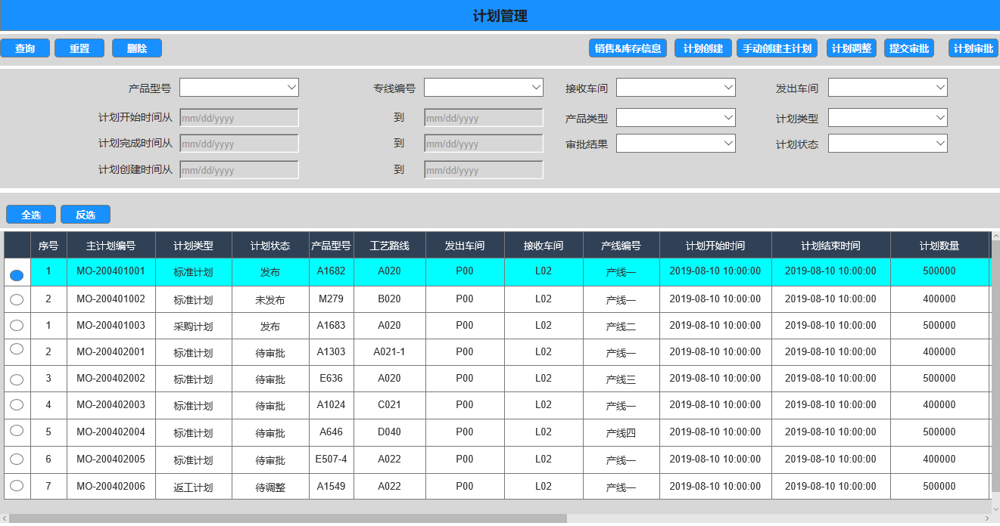 计划管理
查询 重置 删除 销售&库存信息 计划创建 手动创建主计划 计划调整 提交审批 计划审批
产品型号 专线编号 接收车间 发出车间
计划开始时间从 mm/dd/yyyy 到 mm/dd/yyyy 产品类型 计划类型
计划完成时间从 mm/dd/yyyy 到 mm/dd/yyyy 审批结果 计划状态
计划创建时间从 mm/dd/yyyy 到 mm/dd/yyyy
全选 反选
序号 主计划编号 计划类型 计划状态 产品型号 工艺路线 发出车间 接收车间 产线编号 计划开始时间 计划结束时间 计划数量
1 MO-200401001 标准计划 发布 A1682 A020 P00 L02 产线一 2019-08-10 10:00:00 2019-08-10 10:00:00 500000
2 MO-200401002 标准计划 未发布 M279 B020 P00 L02 产线一 2019-08-10 10:00:00 2019-08-10 10:00:00 400000
1 MO-200401003 采购计划 发布 A1683 A020 P00 L02 产线二 2019-08-10 10:00:00 2019-08-10 10:00:00 500000
2 MO-200402001 标准计划 待审批 A1303 A021-1 P00 L02 产线一 2019-08-10 10:00:00 2019-08-10 10:00:00 400000
3 MO-200402002 标准计划 待审批 E636 A020 P00 L02 产线三 2019-08-10 10:00:00 2019-08-10 10:00:00 500000
4 MO-200402003 标准计划 待审批 A1024 C021 P00 L02 产线一 2019-08-10 10:00:00 2019-08-10 10:00:00 400000
5 MO-200402004 标准计划 待审批 A646 D040 P00 L02 产线四 2019-08-10 10:00:00 2019-08-10 10:00:00 500000
6 MO-200402005 标准计划 待审批 E507-4 A022 P00 L02 产线一 2019-08-10 10:00:00 2019-08-10 10:00:00 400000
7 MO-200402006 返工计划 待调整 A1549 A022 P00 L02 产线一 2019-08-10 10:00:00 2019-08-10 10:00:00 500000